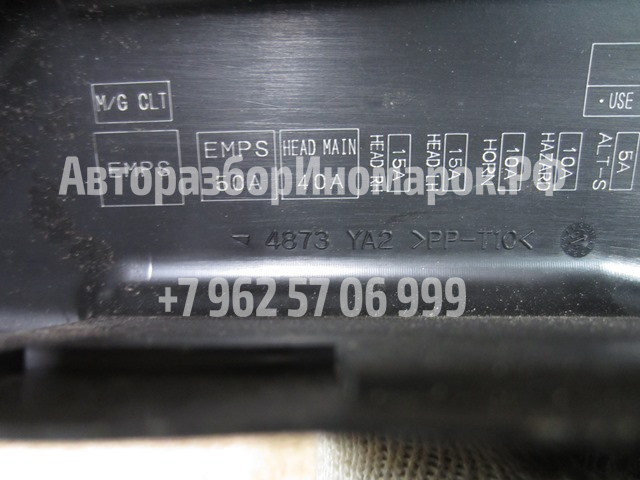 M/G CLT
• USE
EMPS
EMPS 50A
HEAD MAIN 40A
HEAD RH 15A
HEAD LH 15A
HORN 10A
HAZARD 10A
ALT-S 5A
АвторазборИномарок.РФ
4873 YA2 >PP-T10<
+7 962 57 06 999